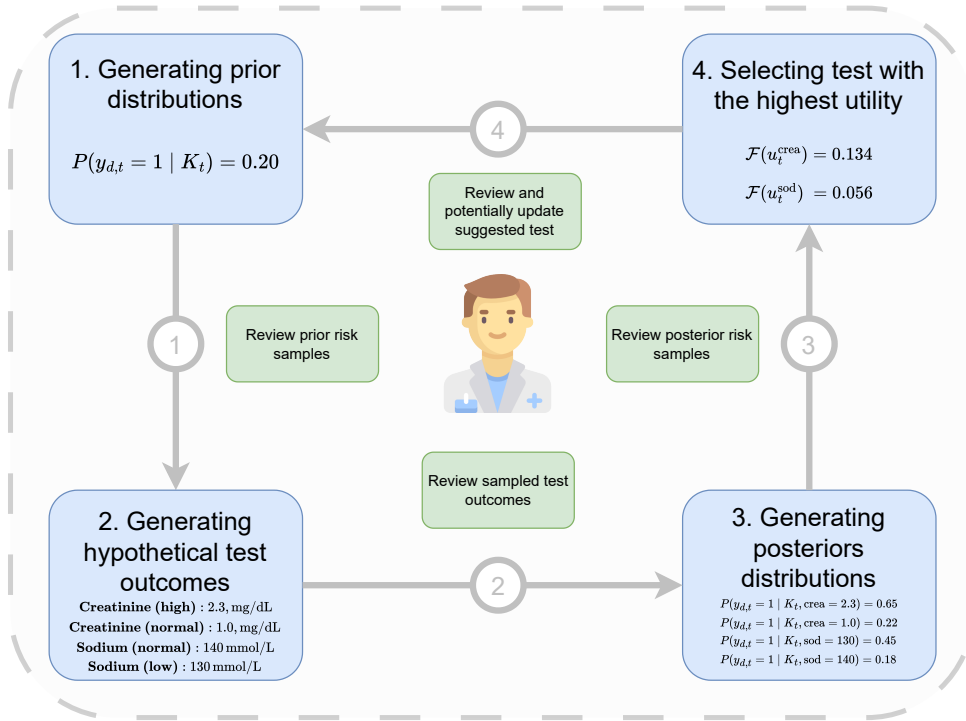 1. Generating prior
distributions
P(y_{d,t} = 1 | K_t) = 0.20
4
4. Selecting test with
the highest utility
F(u_t^{crea}) = 0.134
F(u_t^{sod}) = 0.056
Review and
potentially update
suggested test
1
Review prior risk
samples
Review posterior risk
samples
3
Review sampled test
outcomes
2. Generating
hypothetical test
outcomes
Creatinine (high) : 2.3, mg/dL
Creatinine (normal) : 1.0, mg/dL
Sodium (normal) : 140 mmol/L
Sodium (low) : 130 mmol/L
2
3. Generating
posteriors
distributions
P(y_{d,t} = 1 | K_t, crea = 2.3) = 0.65
P(y_{d,t} = 1 | K_t, crea = 1.0) = 0.22
P(y_{d,t} = 1 | K_t, sod = 130) = 0.45
P(y_{d,t} = 1 | K_t, sod = 140) = 0.18